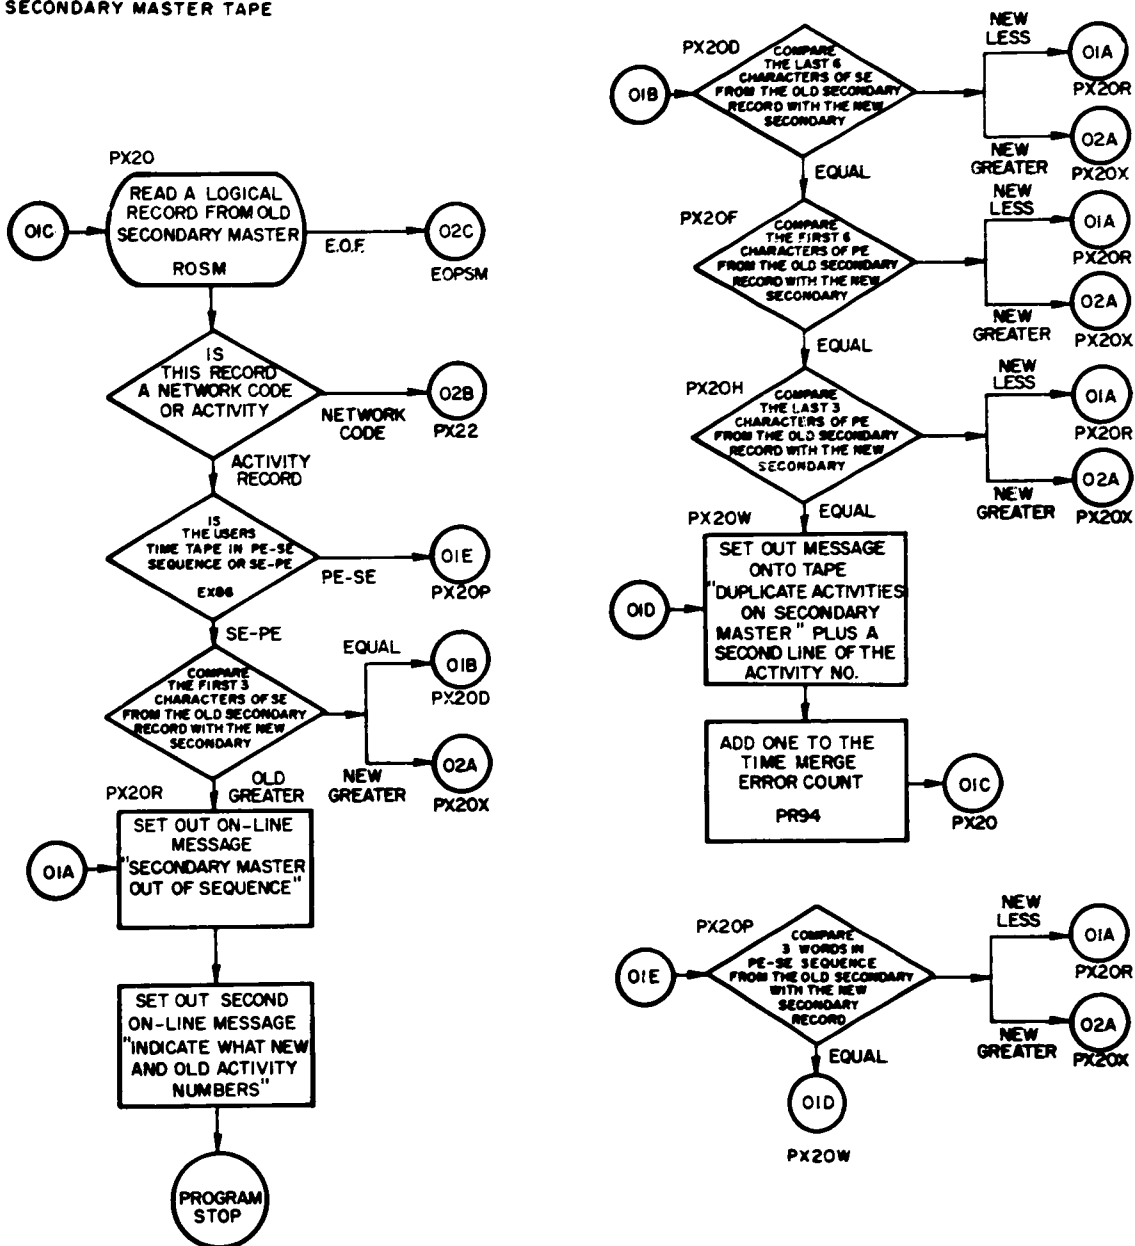 SECONDARY MASTER TAPE
PX20
01C
READ A LOGICAL
RECORD FROM OLD
SECONDARY MASTER
ROSM
E.O.F.
02C
EOPSM
IS
THIS RECORD
A NETWORK CODE
OR ACTIVITY
NETWORK
CODE
02B
PX22
ACTIVITY
RECORD
IS
THE USERS
TIME TAPE IN PE-SE
SEQUENCE OR SE-PE
EX86
PE-SE
01E
PX20P
SE-PE
COMPARE
THE FIRST 3
CHARACTERS OF SE
FROM THE OLD SECONDARY
RECORD WITH THE NEW
SECONDARY
EQUAL
01B
PX20D
NEW
GREATER
02A
PX20X
OLD
GREATER
PX20R
01A
SET OUT ON-LINE
MESSAGE
"SECONDARY MASTER
OUT OF SEQUENCE"
SET OUT SECOND
ON-LINE MESSAGE
"INDICATE WHAT NEW
AND OLD ACTIVITY
NUMBERS"
PROGRAM
STOP
PX20D
01B
COMPARE
THE LAST 6
CHARACTERS OF SE
FROM THE OLD SECONDARY
RECORD WITH THE NEW
SECONDARY
NEW
LESS
01A
PX20R
NEW
GREATER
02A
PX20X
EQUAL
PX20F
COMPARE
THE FIRST 6
CHARACTERS OF PE
FROM THE OLD SECONDARY
RECORD WITH THE NEW
SECONDARY
NEW
LESS
01A
PX20R
NEW
GREATER
02A
PX20X
EQUAL
PX20H
COMPARE
THE LAST 3
CHARACTERS OF PE
FROM THE OLD SECONDARY
RECORD WITH THE NEW
SECONDARY
NEW
LESS
01A
PX20R
NEW
GREATER
02A
PX20X
EQUAL
PX20W
01D
SET OUT MESSAGE
ONTO TAPE
"DUPLICATE ACTIVITIES
ON SECONDARY
MASTER" PLUS A
SECOND LINE OF THE
ACTIVITY NO.
ADD ONE TO THE
TIME MERGE
ERROR COUNT
PR94
01C
PX20
PX20P
01E
COMPARE
3 WORDS IN
PE-SE SEQUENCE
FROM THE OLD SECONDARY
WITH THE NEW
SECONDARY
RECORD
NEW
LESS
01A
PX20R
NEW
GREATER
02A
PX20X
EQUAL
01D
PX20W